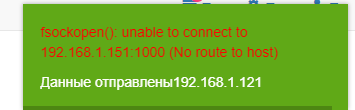 fsockopen(): unable to connect to
192.168.1.151:1000 (No route to host)
Данные отправлены192.168.1.121